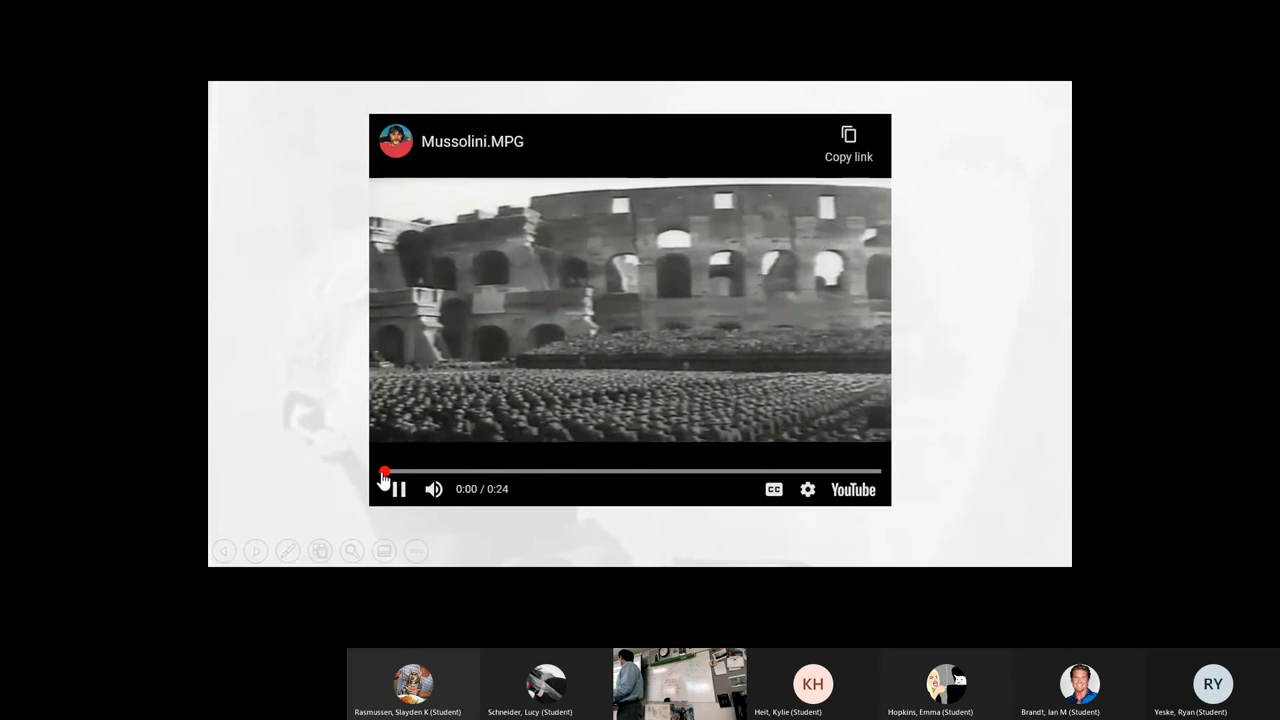 Mussolini.MPG
Copy link
0:00 / 0:24
CC
YouTube
KH
RY
Rasmussen, Slayden K (Student)
Schneider, Lucy (Student)
Heit, Kylie (Student)
Hopkins, Emma (Student)
Brandt, Ian M (Student)
Yeske, Ryan (Student)